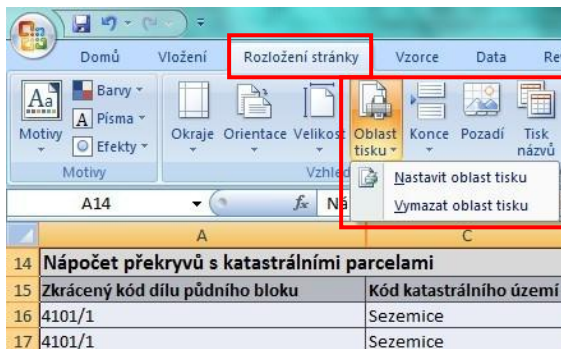 Domů Vložení Rozložení stránky Vzorce Data
Aa Barvy
A Písma
Efekty
Motivy
Okraje Orientace Velikost Oblast tisku Konce Pozadí Tisk názvů
Motivy
Nastavit oblast tisku
Vymazat oblast tisku
A14 fx
A C
14 Nápočet překryvů s katastrálními parcelami
15 Zkrácený kód dílu půdního bloku Kód katastrálního území
16 4101/1 Sezemice
17 4101/1 Sezemice